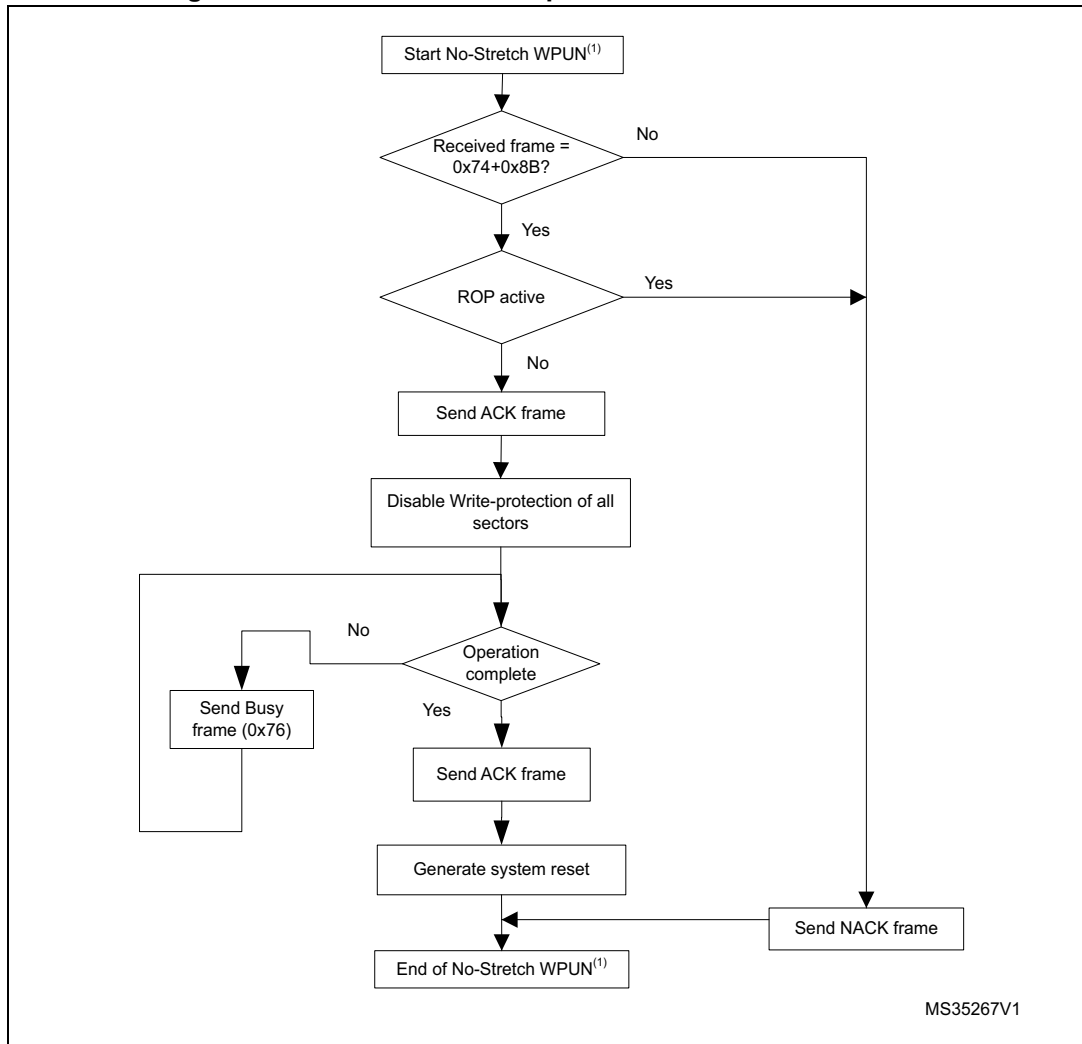 Start No-Stretch WPUN(1)
Received frame =
0x74+0x8B?
No
Yes
ROP active
Yes
No
Send ACK frame
Disable Write-protection of all
sectors
No
Operation
complete
Send Busy
frame (0x76)
Yes
Send ACK frame
Generate system reset
Send NACK frame
End of No-Stretch WPUN(1)
MS35267V1